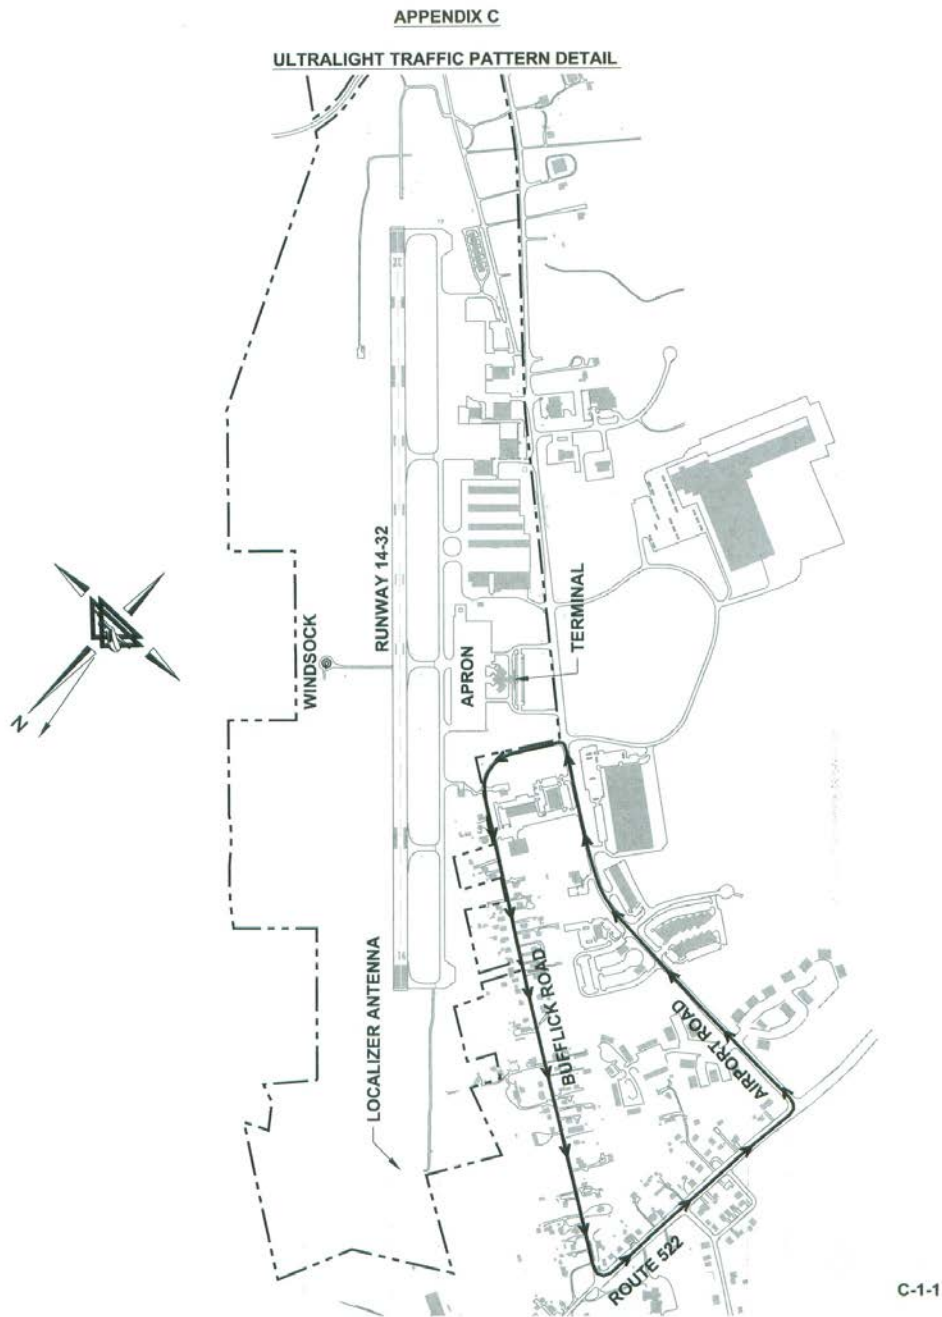 APPENDIX C
ULTRALIGHT TRAFFIC PATTERN DETAIL
RUNWAY 14-32
WINDSOCK
APRON
TERMINAL
N
LOCALIZER ANTENNA
BUFFLICK ROAD
AIRPORT ROAD
ROUTE 522
C-1-1